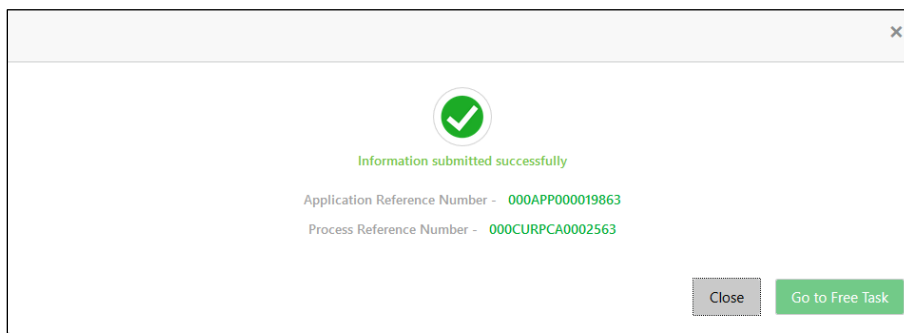 ×
Information submitted successfully
Application Reference Number - 000APP000019863
Process Reference Number - 000CURPCA0002563
Close Go to Free Task